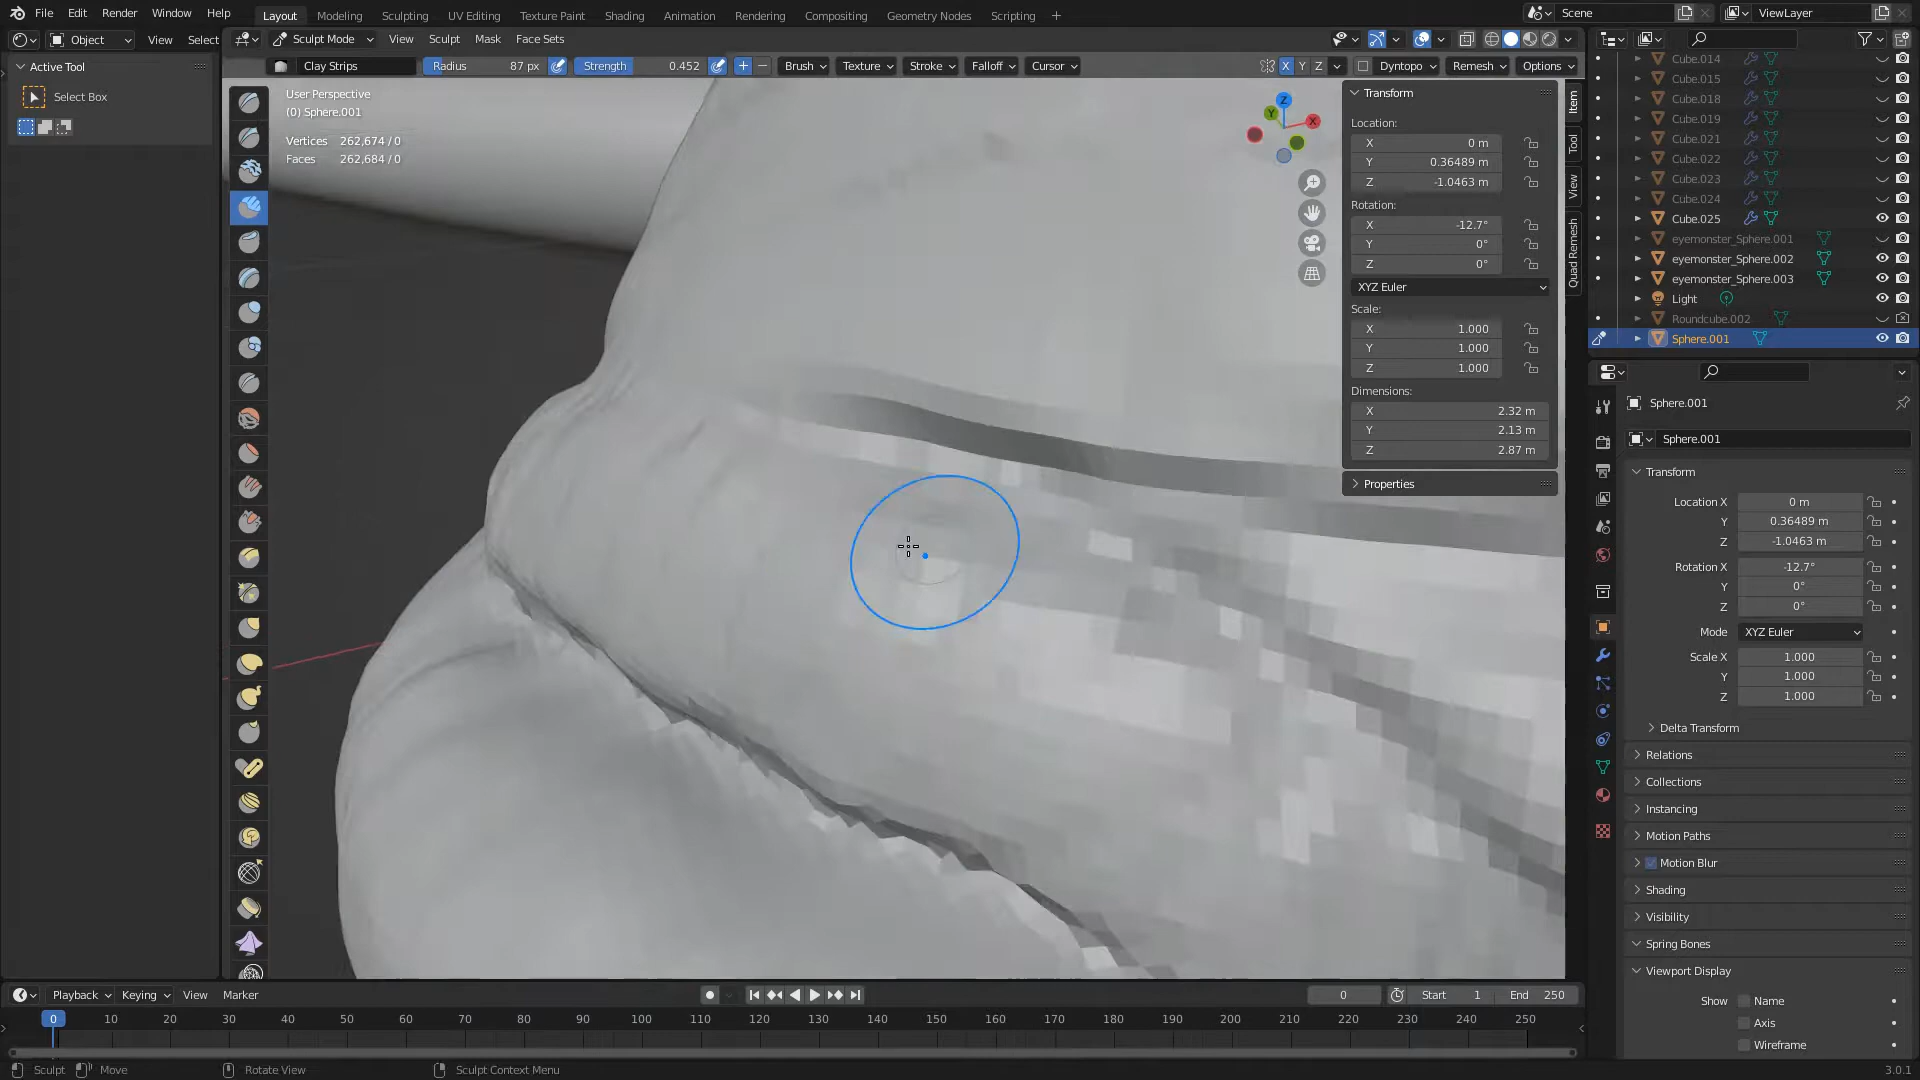 File Edit Render Window Help Layout Modeling Sculpting UV Editing Texture Paint Shading Animation Rendering Compositing Geometry Nodes Scripting + Scene ViewLayer
Object View Select Sculpt Mode View Sculpt Mask Face Sets
Clay Strips Radius 87 px Strength 0.452 Brush Texture Stroke Falloff Cursor X Y Z Dyntopo Remesh Options
Active Tool
Select Box
User Perspective
(0) Sphere.001
Vertices 262,674 / 0
Faces 262,684 / 0
Z
Y
X
Transform
Location:
X 0 m
Y 0.36489 m
Z -1.0463 m
Rotation:
X -12.7°
Y 0°
Z 0°
XYZ Euler
Scale:
X 1.000
Y 1.000
Z 1.000
Dimensions:
X 2.32 m
Y 2.13 m
Z 2.87 m
Properties
Item
Tool
View
Quad Remesh
Cube.014
Cube.015
Cube.018
Cube.019
Cube.021
Cube.022
Cube.023
Cube.024
Cube.025
eyemonster_Sphere.001
eyemonster_Sphere.002
eyemonster_Sphere.003
Light
Roundcube.002
Sphere.001
Sphere.001
Sphere.001
Transform
Location X 0 m
Y 0.36489 m
Z -1.0463 m
Rotation X -12.7°
Y 0°
Z 0°
Mode XYZ Euler
Scale X 1.000
Y 1.000
Z 1.000
Delta Transform
Relations
Collections
Instancing
Motion Paths
Motion Blur
Shading
Visibility
Spring Bones
Viewport Display
Show Name
Axis
Wireframe
Playback Keying View Marker 0 Start 1 End 250
0 10 20 30 40 50 60 70 80 90 100 110 120 130 140 150 160 170 180 190 200 210 220 230 240 250
Sculpt Move Rotate View Sculpt Context Menu 3.0.1